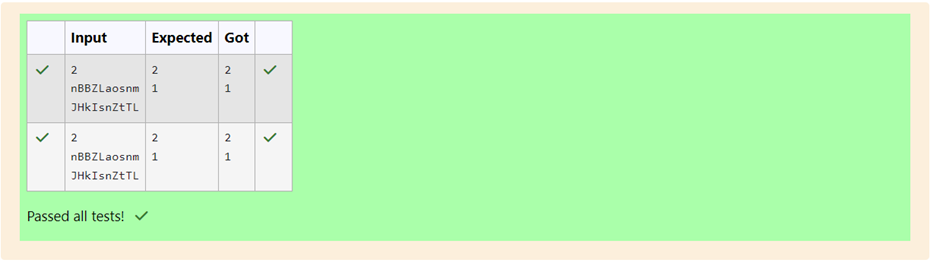 Input Expected Got
2 2 2
nBBZLaosnm 1 1
JHkIsnZtTL
2 2 2
nBBZLaosnm 1 1
JHkIsnZtTL
Passed all tests!